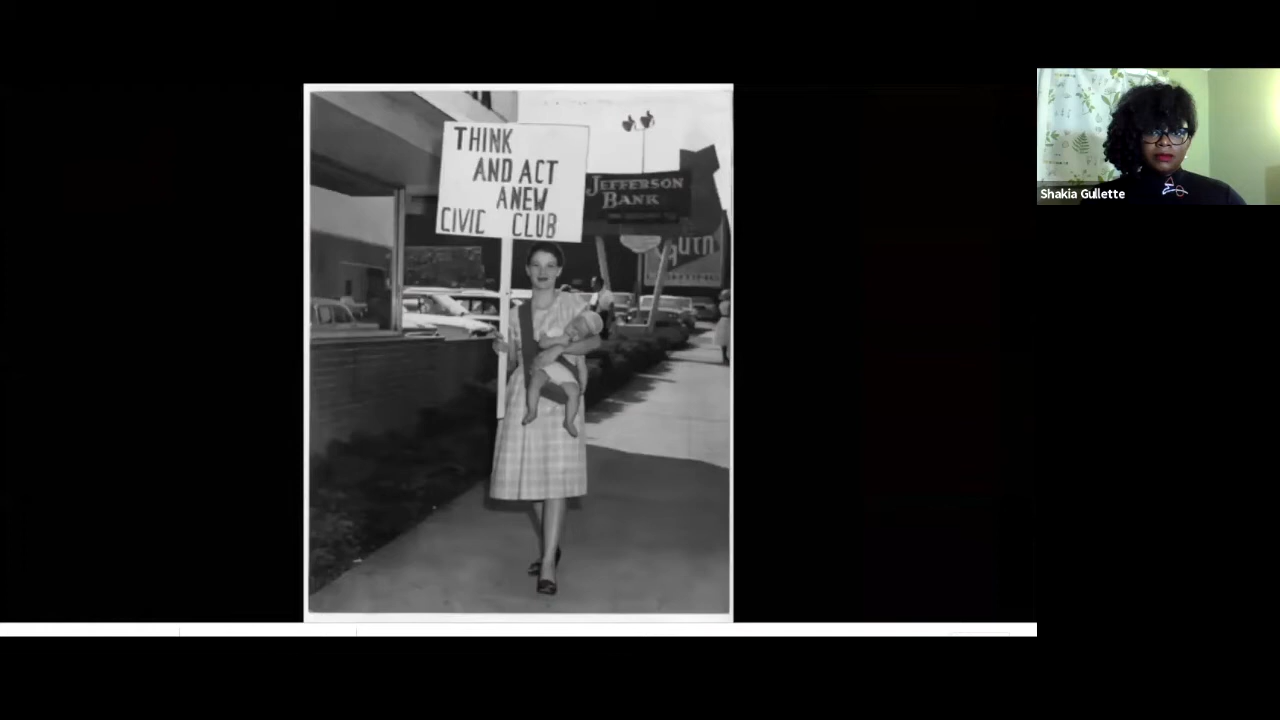 THINK
AND ACT
ANEW
CIVIC CLUB
JEFFERSON
BANK
Shakia Gullette